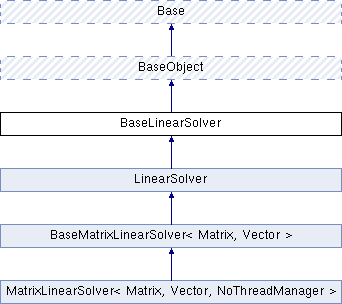 Base
BaseObject
BaseLinearSolver
LinearSolver
BaseMatrixLinearSolver< Matrix, Vector >
MatrixLinearSolver< Matrix, Vector, NoThreadManager >